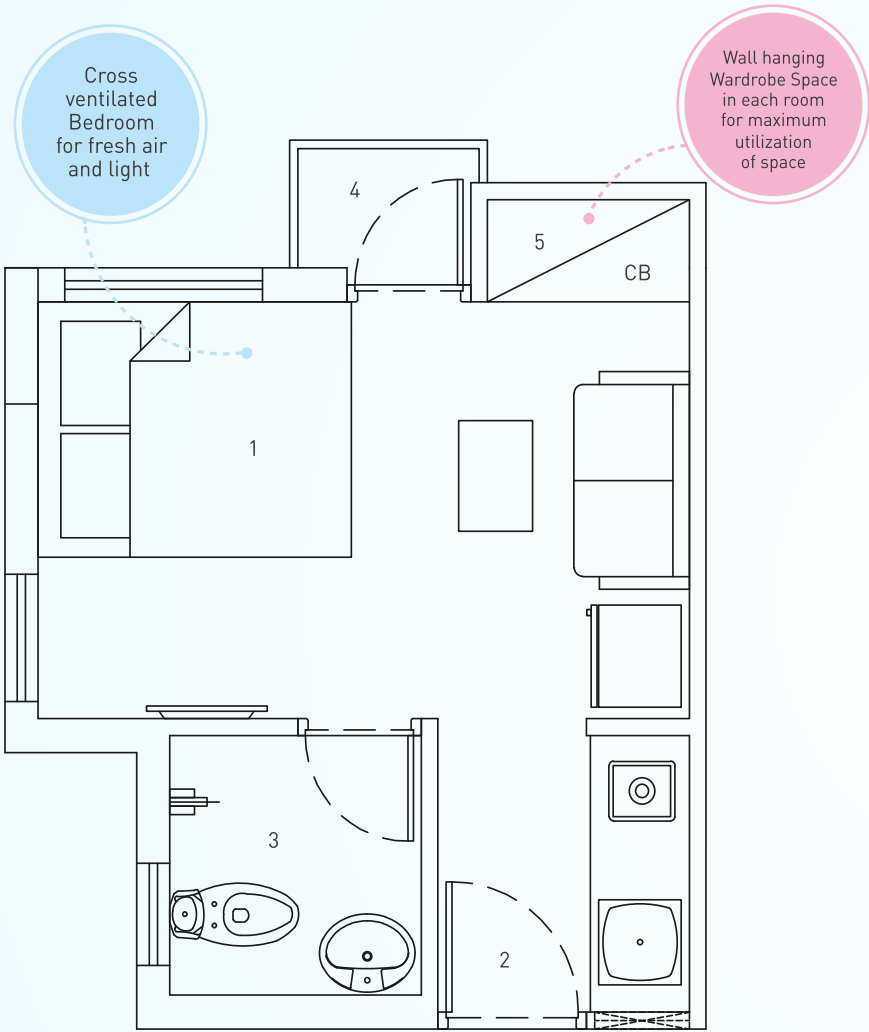 Cross
ventilated
Bedroom
for fresh air
and light
Wall hanging
Wardrobe Space
in each room
for maximum
utilization
of space
4
5
CB
1
3
2